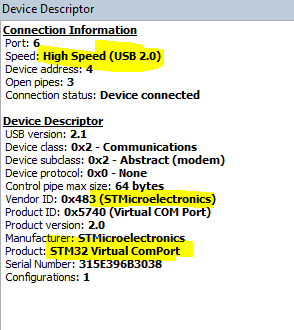 Device Descriptor
Connection Information
Port: 6
Speed: High Speed (USB 2.0)
Device address: 4
Open pipes: 3
Connection status: Device connected
Device Descriptor
USB version: 2.1
Device class: 0x2 - Communications
Device subclass: 0x2 - Abstract (modem)
Device protocol: 0x0 - None
Control pipe max size: 64 bytes
Vendor ID: 0x483 (STMicroelectronics)
Product ID: 0x5740 (Virtual COM Port)
Product version: 2.0
Manufacturer: STMicroelectronics
Product: STM32 Virtual ComPort
Serial Number: 315E396B3038
Configurations: 1